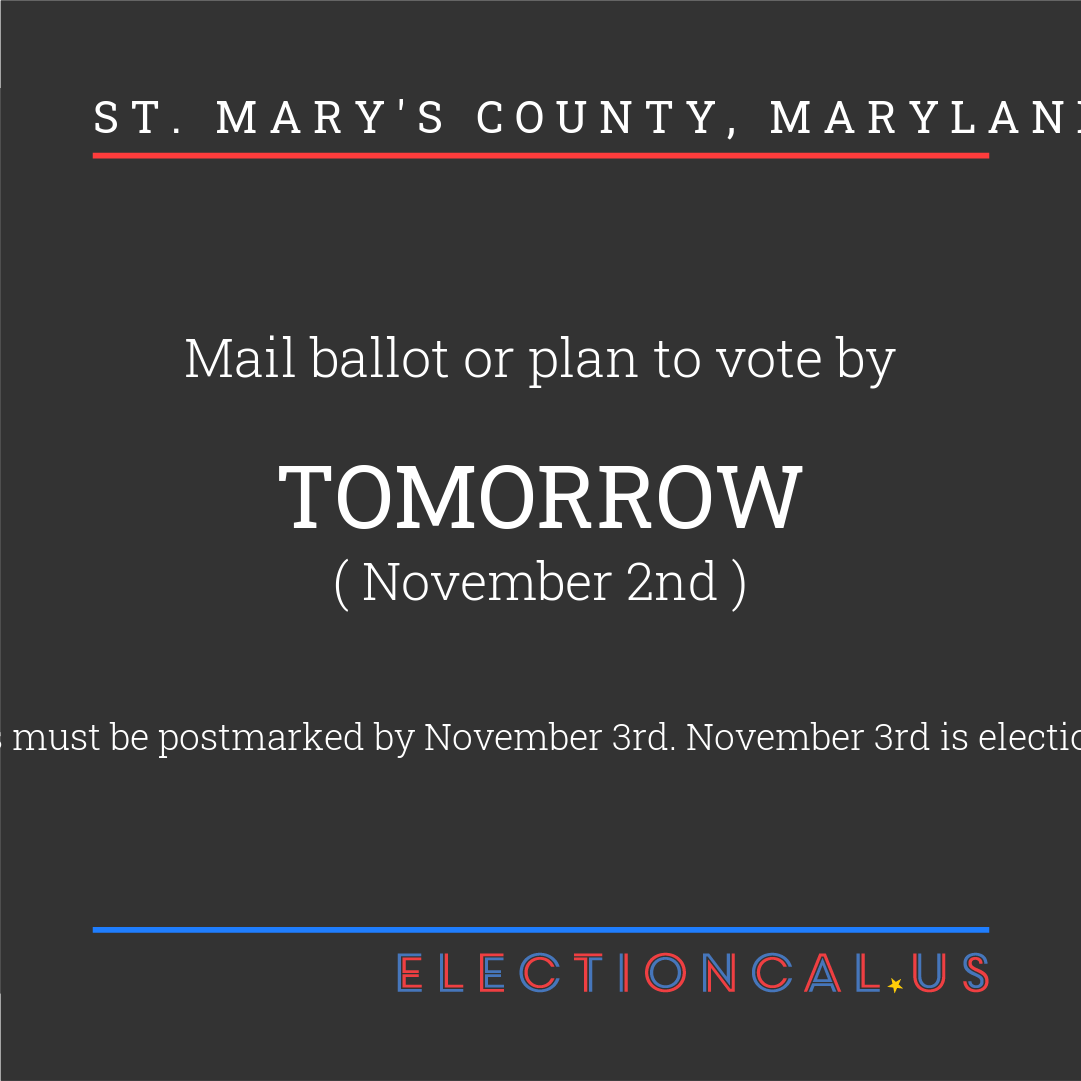 ST. MARY'S COUNTY, MARYLAN
Mail ballot or plan to vote by
TOMORROW
( November 2nd )
must be postmarked by November 3rd. November 3rd is
ELECTIONCAL.US